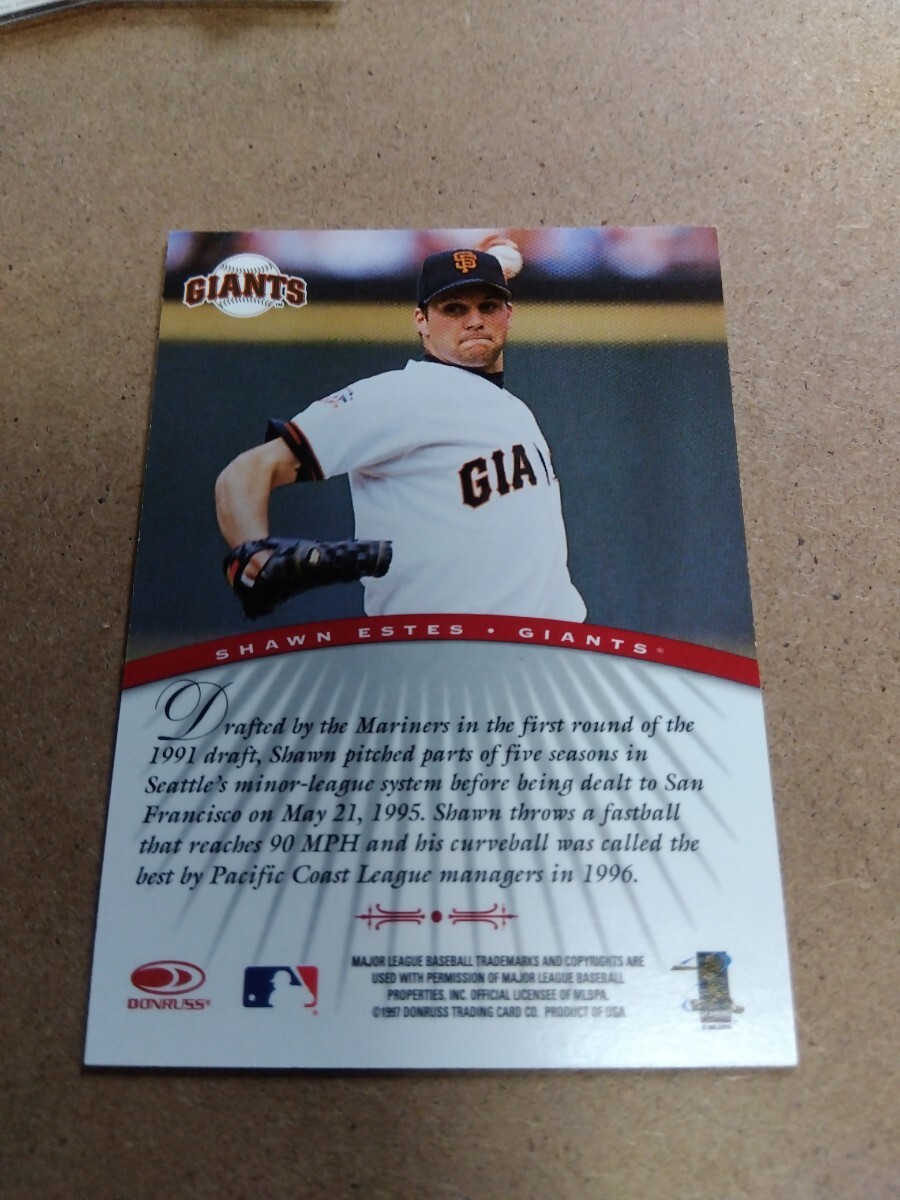 GIANTS
SF
GIA
SHAWN ESTES • GIANTS
Drafted by the Mariners in the first round of the
1991 draft, Shawn pitched parts of five seasons in
Seattle's minor-league system before being dealt to San
Francisco on May 21, 1995. Shawn throws a fastball
that reaches 90 MPH and his curveball was called the
best by Pacific Coast League managers in 1996.
DONRUSS®
MAJOR LEAGUE BASEBALL TRADEMARKS AND COPYRIGHTS ARE
USED WITH PERMISSION OF MAJOR LEAGUE BASEBALL
PROPERTIES, INC. OFFICIAL LICENSEE OF MLBPA.
©1997 DONRUSS TRADING CARD CO. PRODUCT OF USA